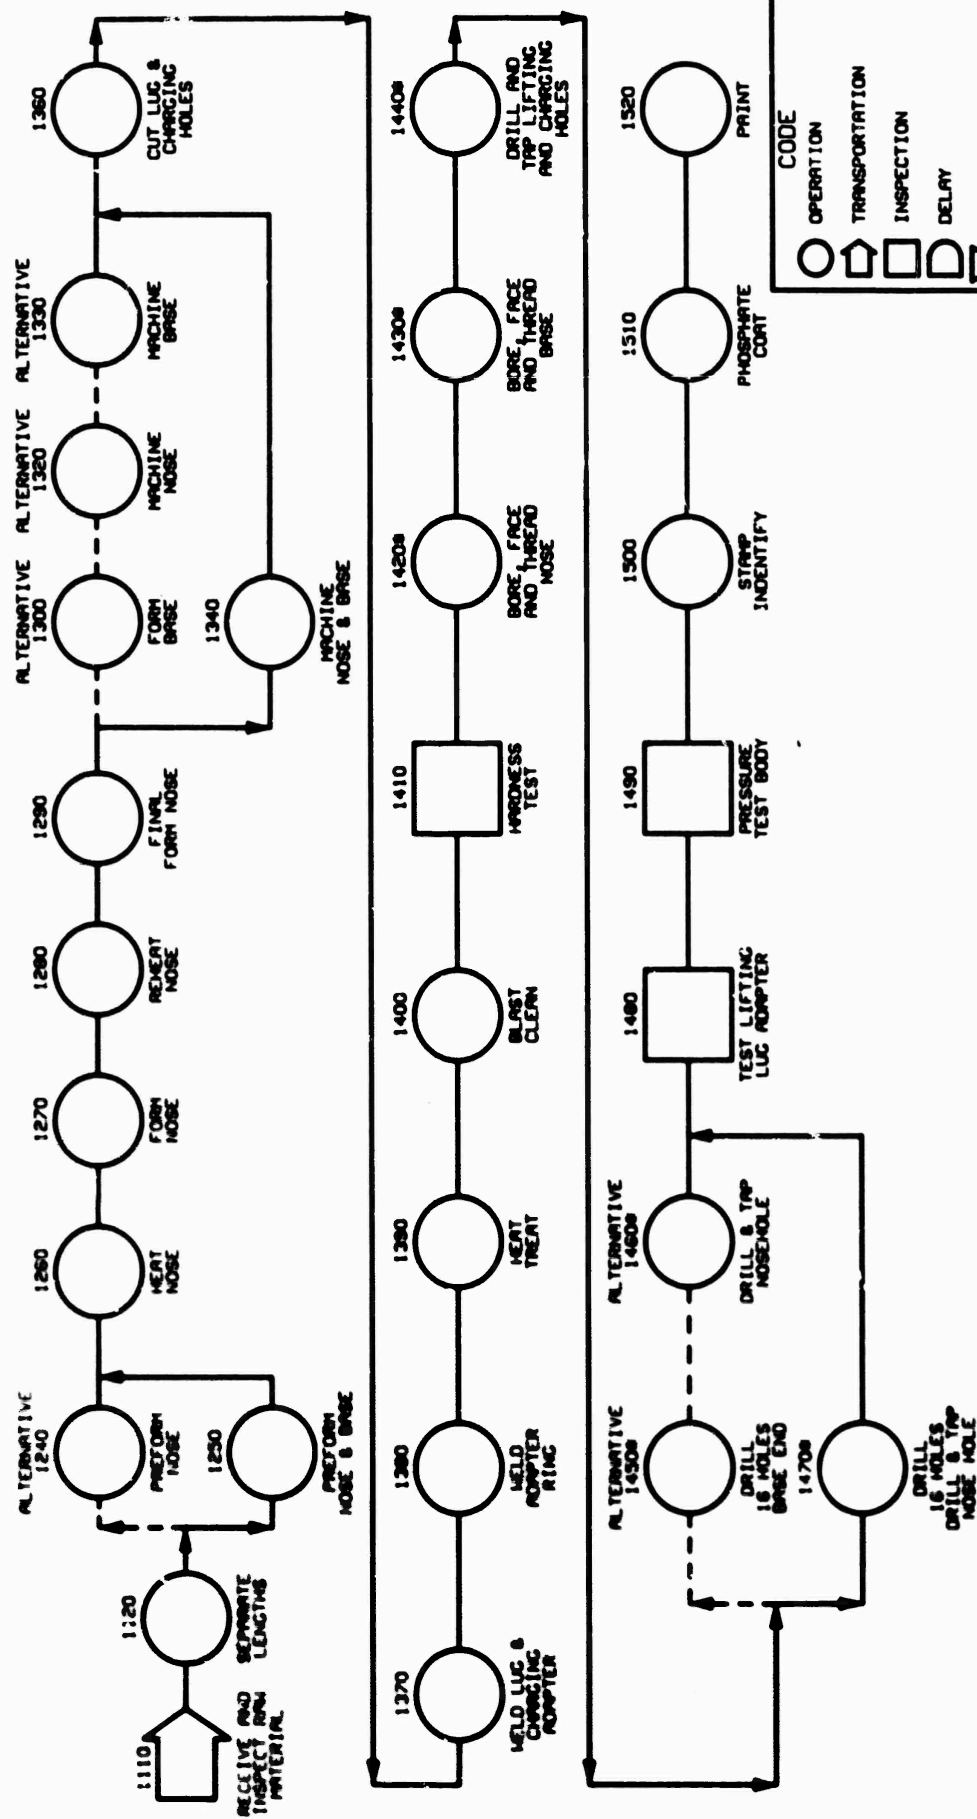 1110
RECEIVE AND
INSPECT RAW
MATERIAL
1120
SEPARATE
LENGTHS
ALTERNATIVE
1240
PREFORM
NOSE
1250
PREFORM
NOSE & BASE
1260
HEAT
NOSE
1270
FORM
NOSE
1280
REHEAT
NOSE
1290
FINAL
FORM NOSE
ALTERNATIVE
1300
FORM
BASE
ALTERNATIVE
1320
MACHINE
NOSE
ALTERNATIVE
1330
MACHINE
BASE
1340
MACHINE
NOSE & BASE
1360
CUT LUG &
CHARGING
HOLES
1370
WELD LUG &
CHARGING
ADAPTER
1380
WELD
ADAPTER
RING
1390
HEAT
TREAT
1400
BLAST
CLEAN
1410
HARDNESS
TEST
1420#
BORE, FACE
AND THREAD
NOSE
1430#
BORE, FACE
AND THREAD
BASE
1440#
DRILL AND
TAP LIFTING
AND CHARGING
HOLES
ALTERNATIVE
1450#
DRILL
16 HOLES
BASE END
ALTERNATIVE
1460#
DRILL & TAP
NOSEHOLE
1470#
DRILL
16 HOLES
DRILL & TAP
NOSE HOLE
1480
TEST LIFTING
LUG ADAPTER
1490
PRESSURE
TEST BODY
1500
STAMP
INDENTIFY
1510
PHOSPHATE
COAT
1520
PAINT
CODE
OPERATION
TRANSPORTATION
INSPECTION
DELAY